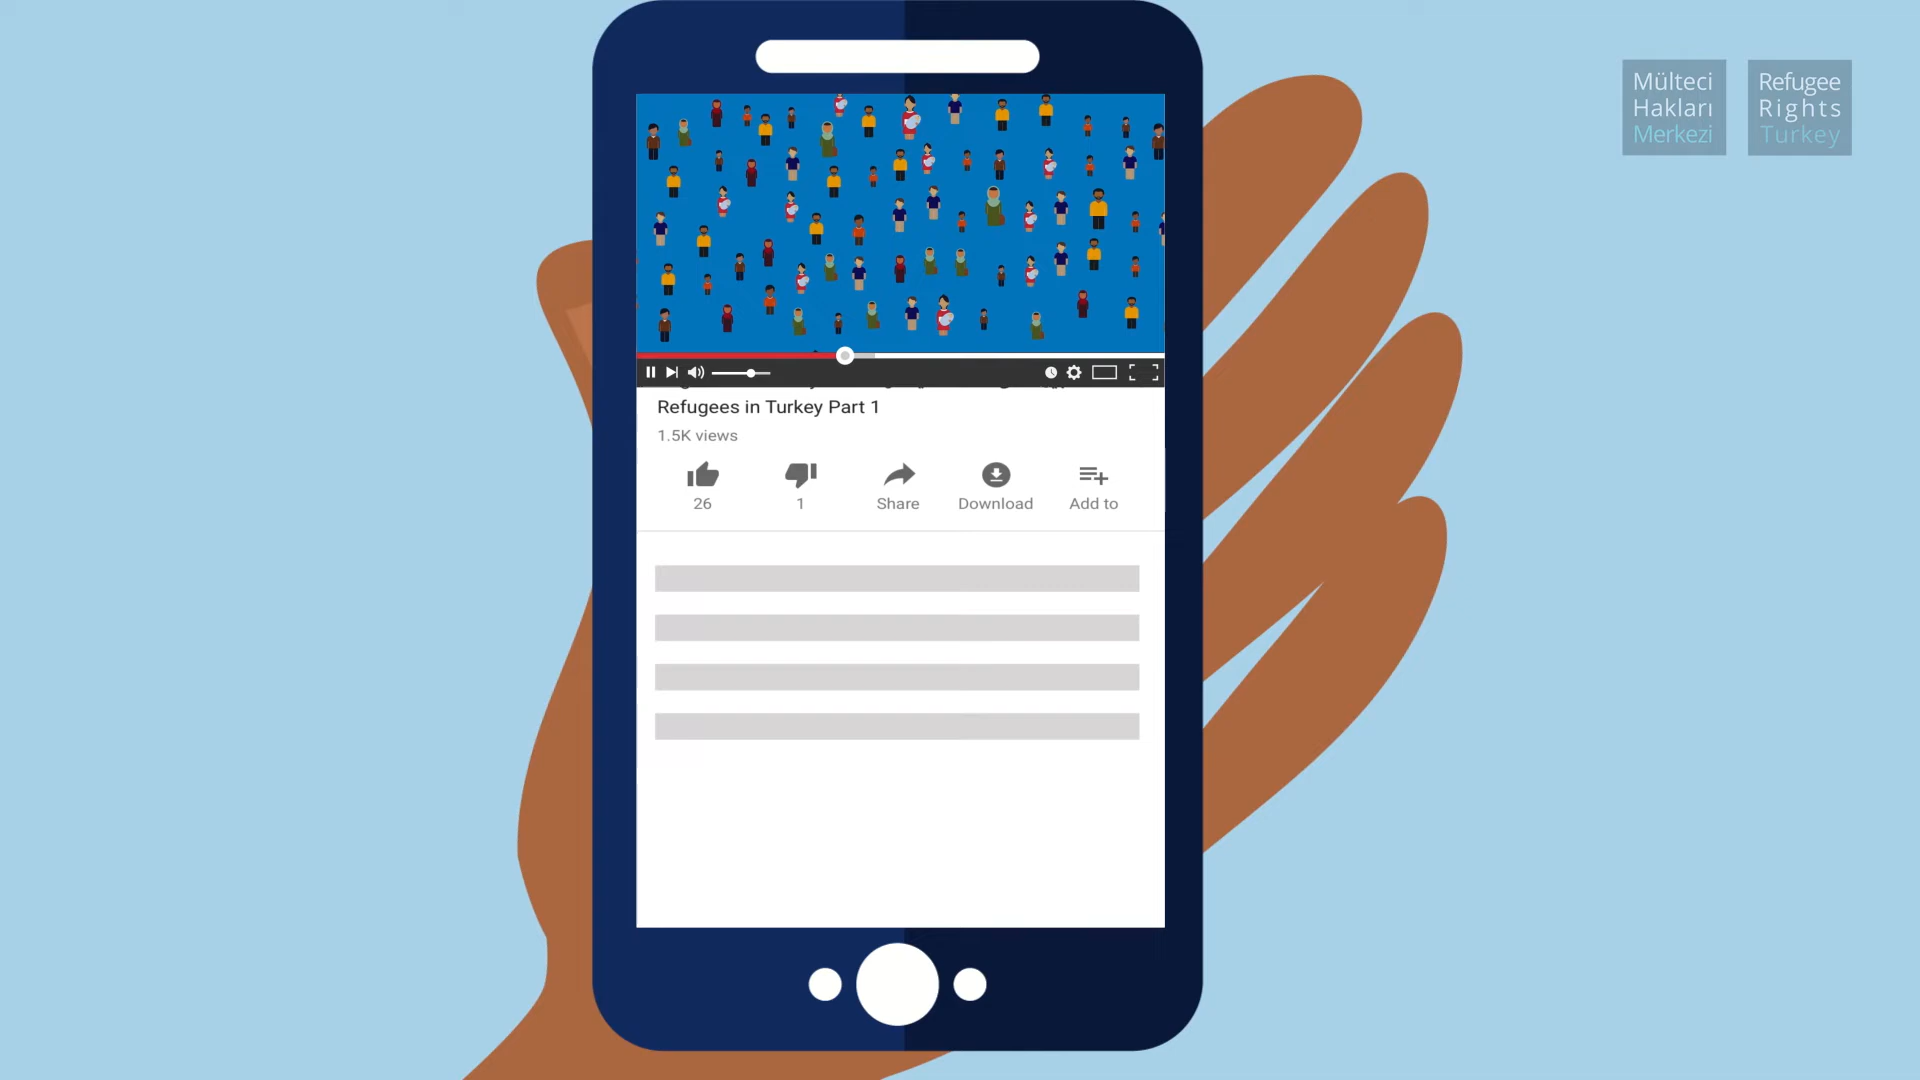 Mülteci
Hakları
Merkezi
Refugee
Rights
Turkey
Refugees in Turkey Part 1
1.5K views
26
1
Share
Download
Add to